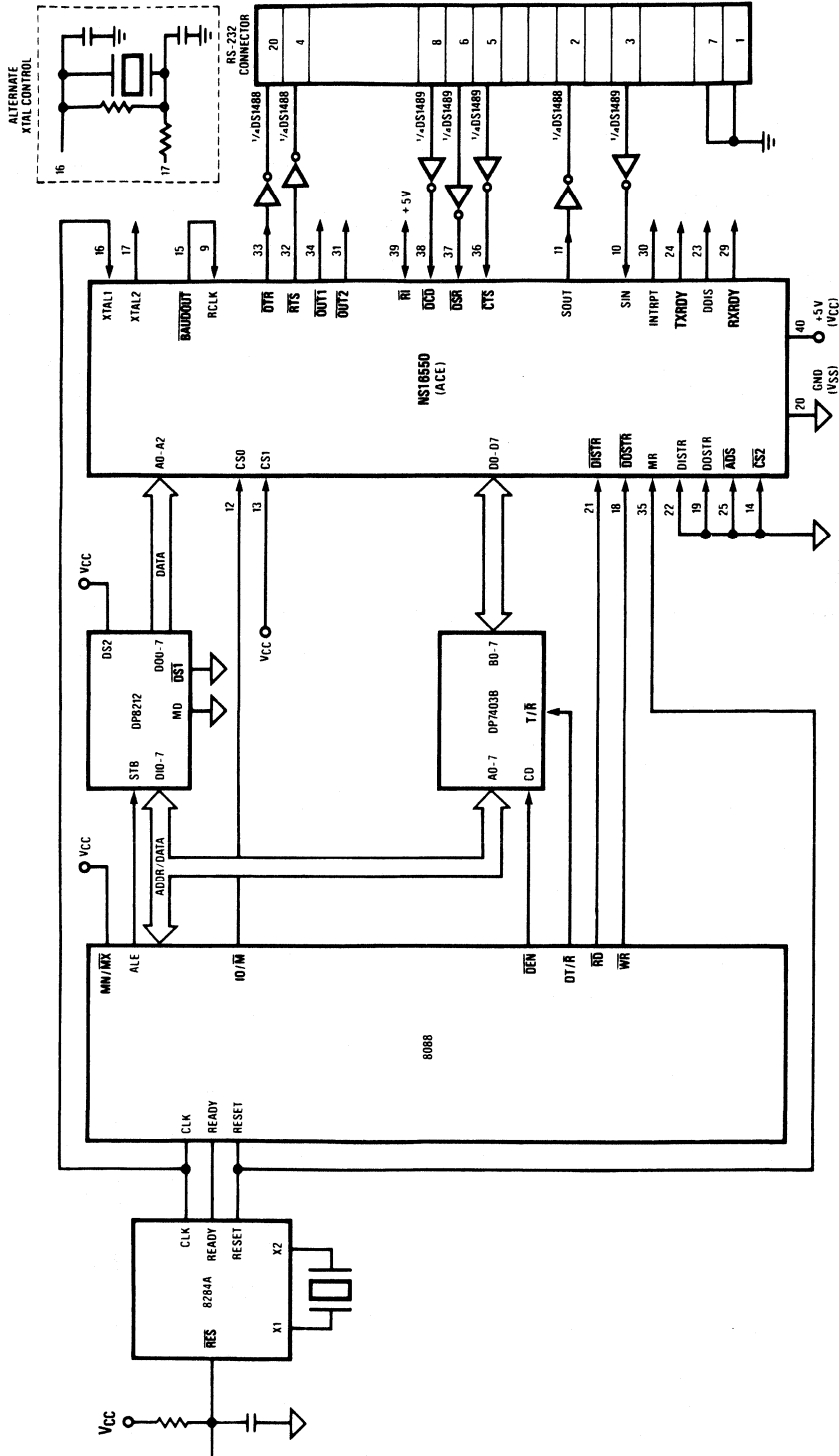 VCC
RES
8284A
X1
X2
CLK
READY
RESET
CLK
READY
RESET
8088
MN/MX
ALE
ADDR/DATA
IO/M
DEN
DT/R
RD
WR
VCC
STB
DIO-7
DP8212
MD
DS1
DS2
DOU-7
VCC
DATA
VCC
AO-7
CD
DP7403B
T/R
BO-7
12
13
21
18
35
22
19
25
14
AO-A2
CS0
CS1
DO-D7
DISTR
DOSTR
MR
DISTR
DOSTR
ADS
CS2
NS16550
(ACE)
20
GND
(VSS)
40
+5V
(VCC)
XTAL1
XTAL2
BAUDOUT
RCLK
DTR
RTS
OUT1
OUT2
RI
DCD
DSR
CTS
SOUT
SIN
INTRPT
TXRDY
DDIS
RXRDY
16
17
15
9
33
32
34
31
39
+5V
38
37
36
11
10
30
24
23
29
1/4DS1488
1/4DS1488
1/4DS1489
1/4DS1489
1/4DS1489
1/4DS1488
1/4DS1489
RS-232
CONNECTOR
20
4
8
6
5
2
3
7
1
ALTERNATE
XTAL CONTROL
16
17